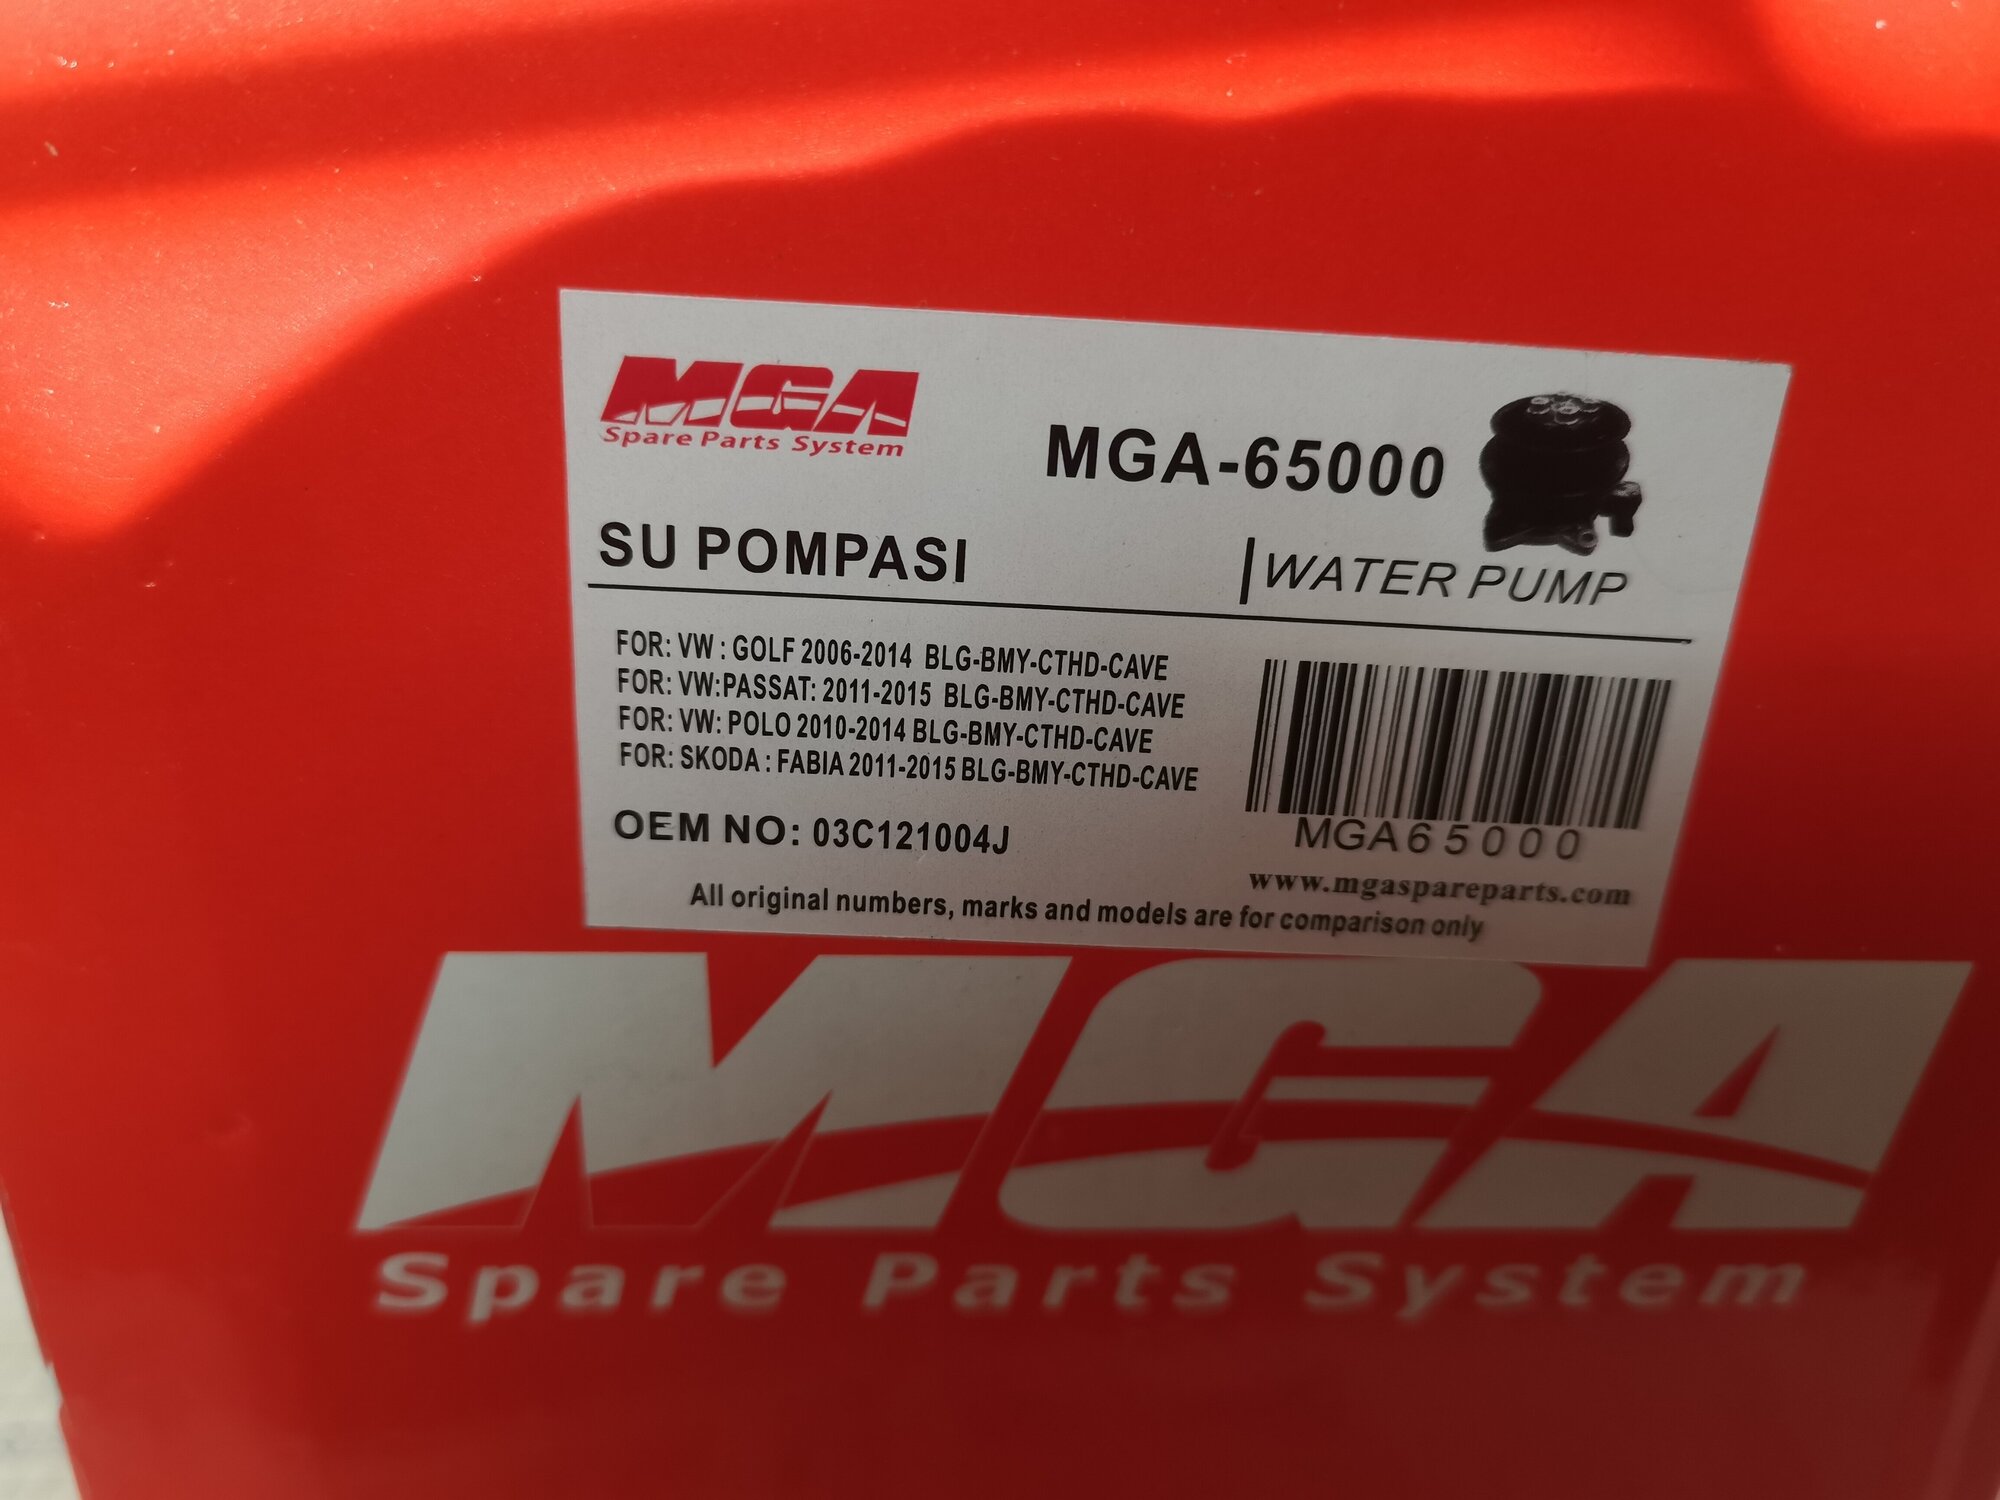 MGA
Spare Parts System
MGA-65000
SU POMPASI
WATER PUMP
FOR: VW : GOLF 2006-2014 BLG-BMY-CTHD-CAVE
FOR: VW:PASSAT: 2011-2015 BLG-BMY-CTHD-CAVE
FOR: VW: POLO 2010-2014 BLG-BMY-CTHD-CAVE
FOR: SKODA : FABIA 2011-2015 BLG-BMY-CTHD-CAVE
OEM NO: 03C121004J
MGA65000
www.mgaspareparts.com
All original numbers, marks and models are for comparison only
MGA
Spare Parts System